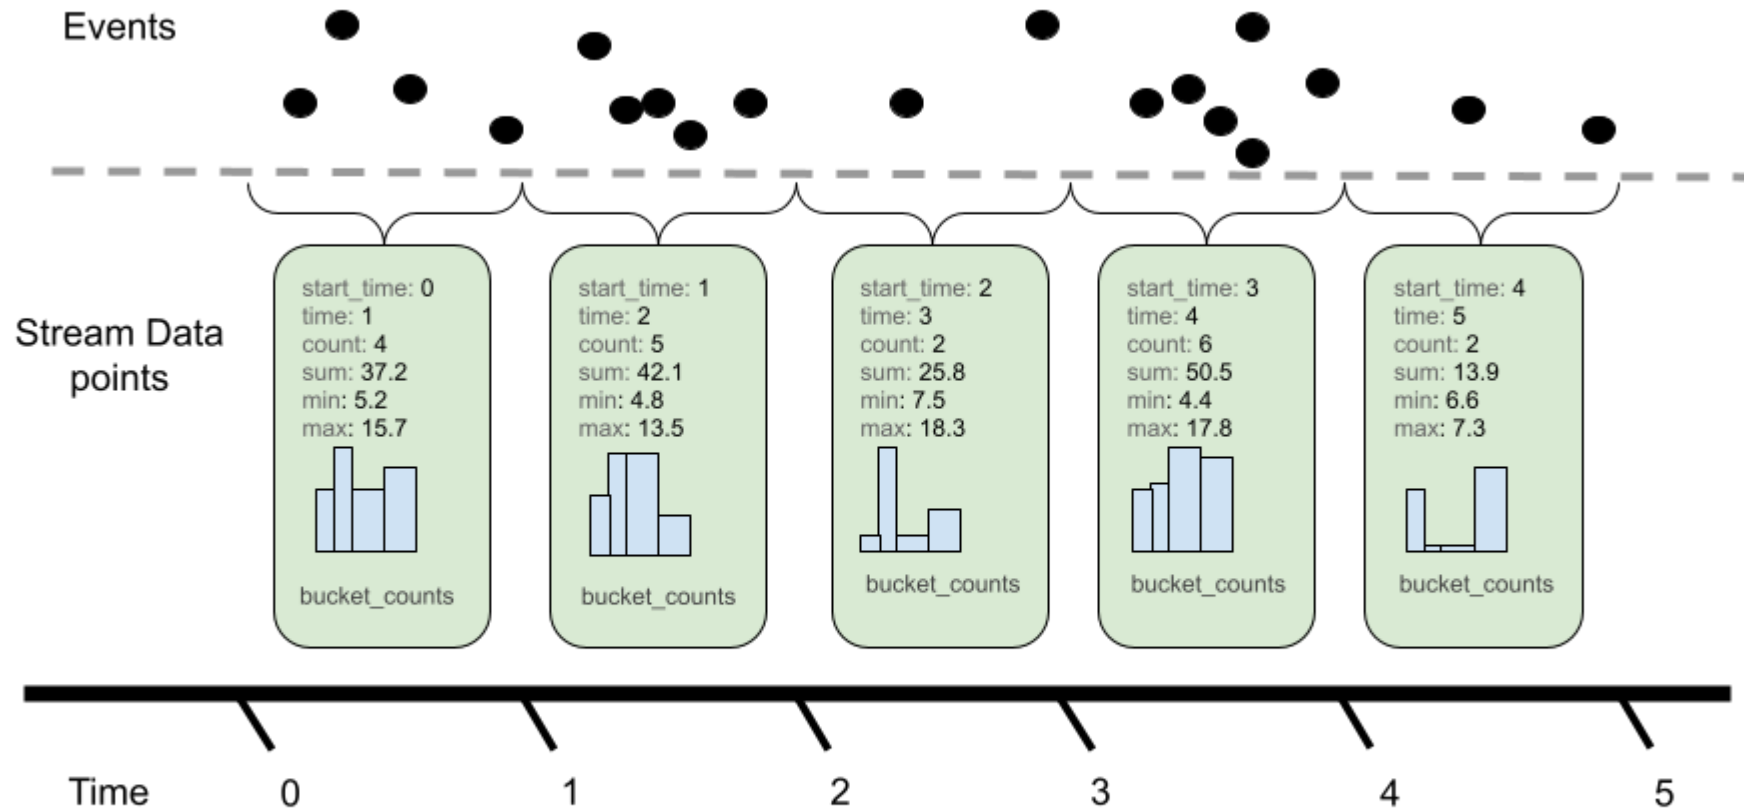 Events
Stream Data
points
start_time: 0
time: 1
count: 4
sum: 37.2
min: 5.2
max: 15.7
bucket_counts
start_time: 1
time: 2
count: 5
sum: 42.1
min: 4.8
max: 13.5
bucket_counts
start_time: 2
time: 3
count: 2
sum: 25.8
min: 7.5
max: 18.3
bucket_counts
start_time: 3
time: 4
count: 6
sum: 50.5
min: 4.4
max: 17.8
bucket_counts
start_time: 4
time: 5
count: 2
sum: 13.9
min: 6.6
max: 7.3
bucket_counts
Time 0 1 2 3 4 5